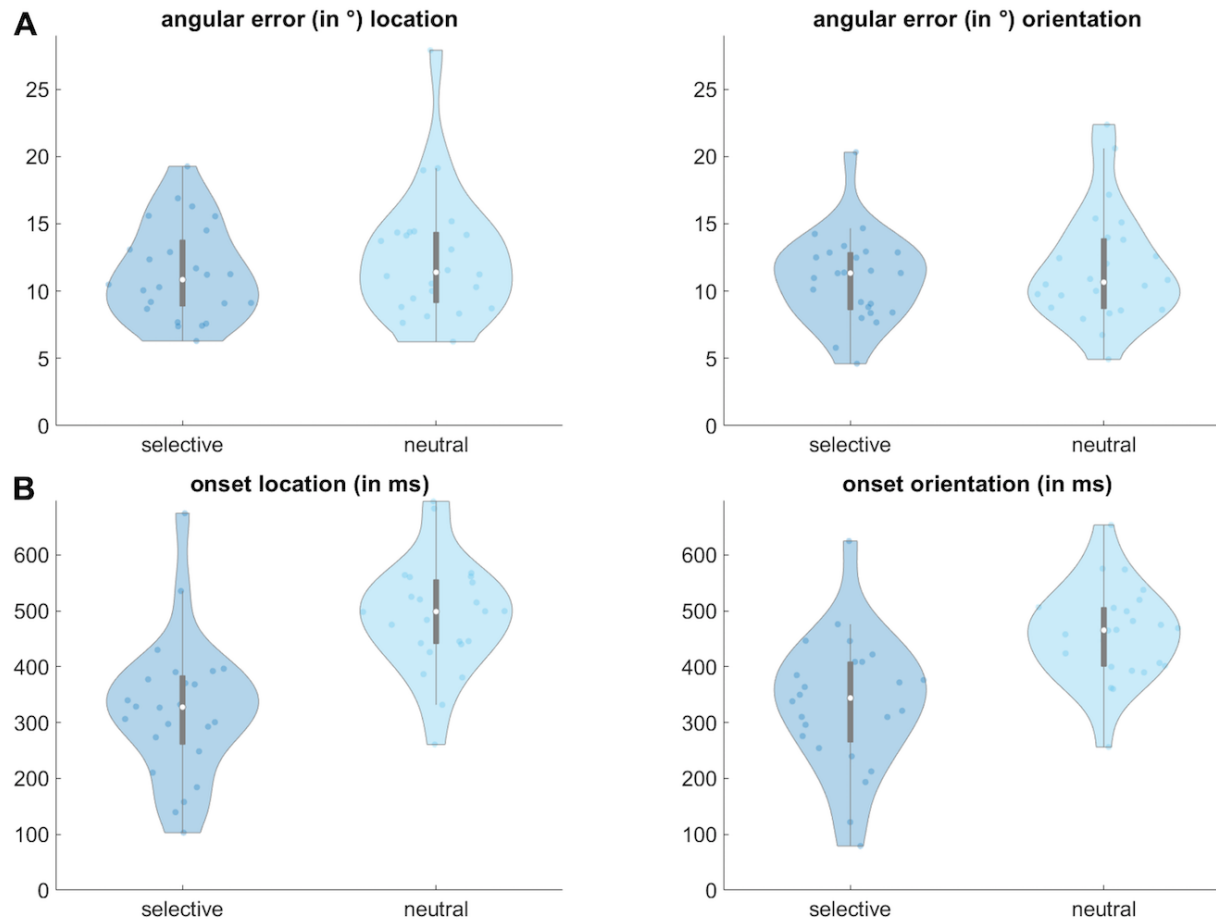 A
angular error (in °) location
25
20
15
10
5
0
selective neutral
angular error (in °) orientation
25
20
15
10
5
0
selective neutral
B
onset location (in ms)
600
500
400
300
200
100
0
selective neutral
onset orientation (in ms)
600
500
400
300
200
100
0
selective neutral